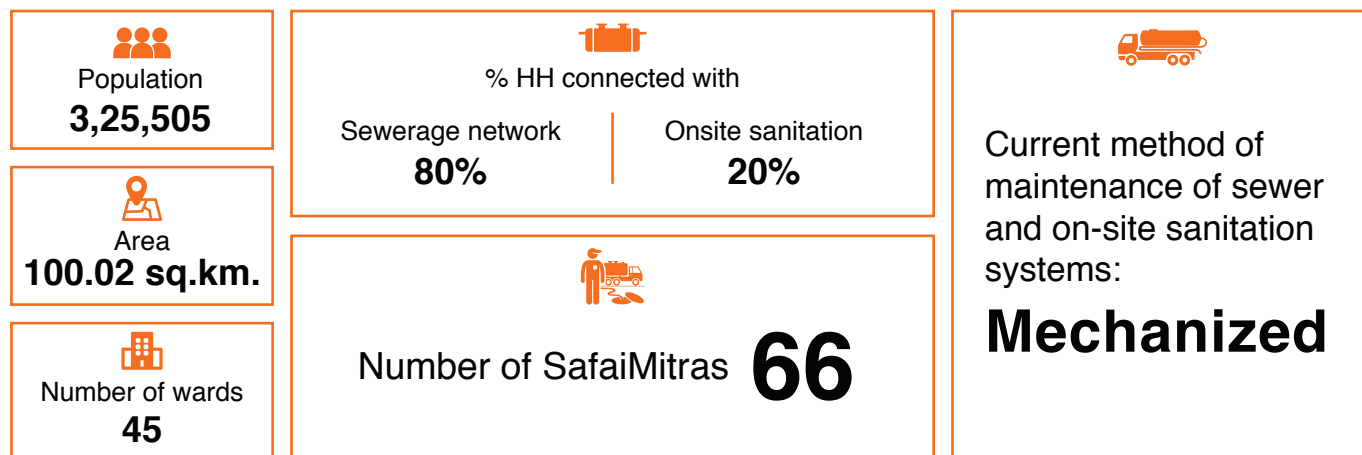 Population
3,25,505
Area
100.02 sq.km.
Number of wards
45
% HH connected with
Sewerage network
80%
Onsite sanitation
20%
Number of SafaiMitras 66
Current method of
maintenance of sewer
and on-site sanitation
systems:
Mechanized